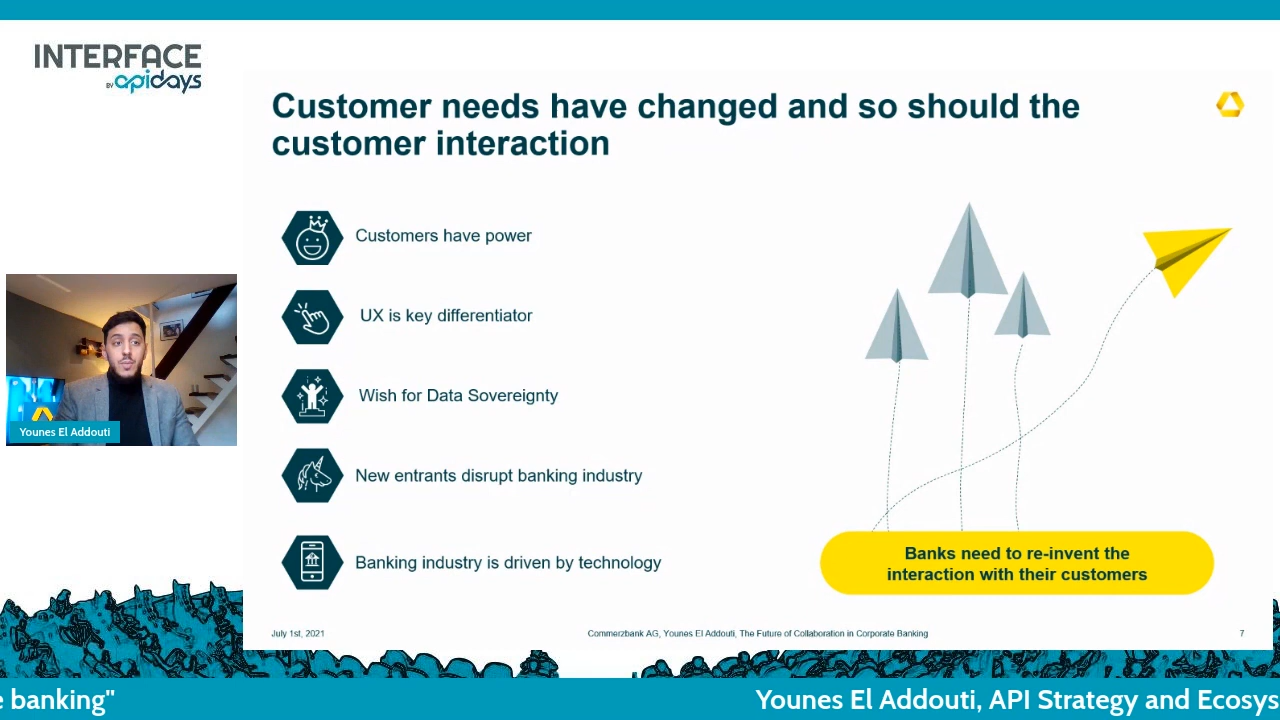 INTERFACE
BY apidays
Customer needs have changed and so should the
customer interaction
Customers have power
UX is key differentiator
Wish for Data Sovereignty
New entrants disrupt banking industry
Banking industry is driven by technology
Banks need to re-invent the
interaction with their customers
Younes El Addouti
July 1st, 2021
Commerzbank AG, Younes El Addouti, The Future of Collaboration in Corporate Banking
7
e banking"
Younes El Addouti, API Strategy and Ecosys